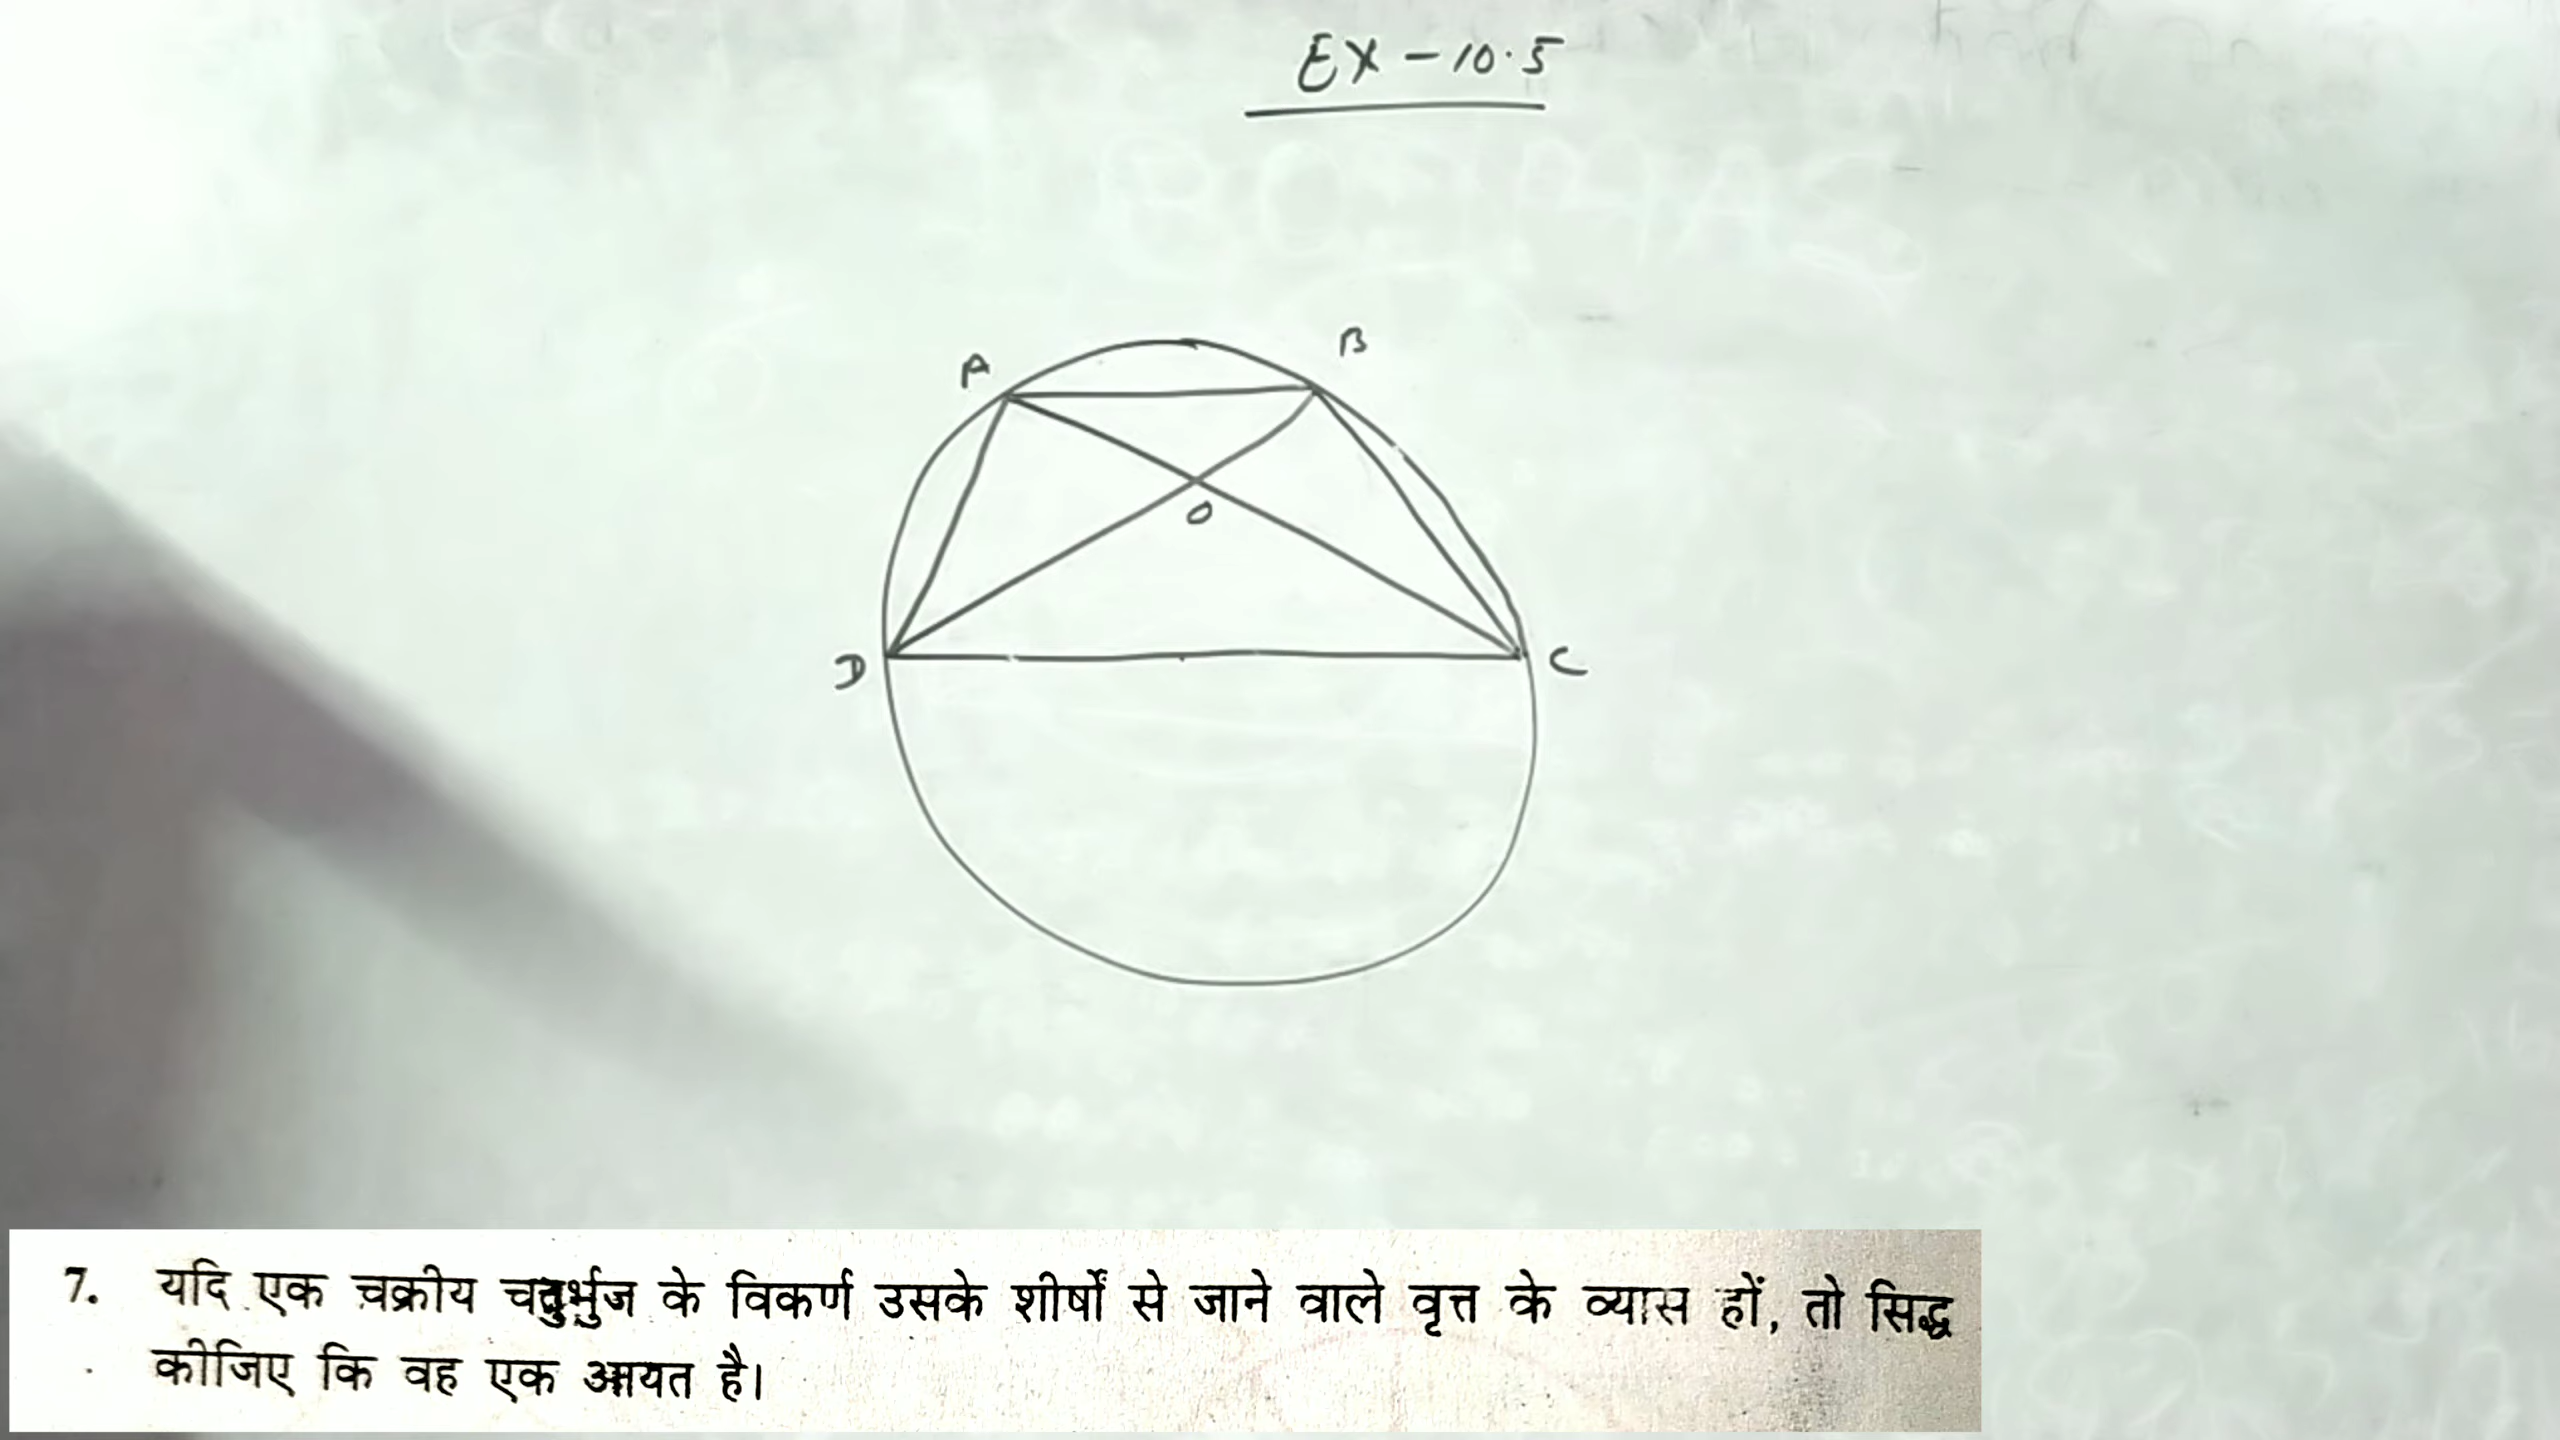 EX - 10.5
A
B
O
D
C
7. यदि एक चक्रीय चतुर्भुज के विकर्ण उसके शीर्षों से जाने वाले वृत्त के व्यास हों, तो सिद्ध
कीजिए कि वह एक आयत है।